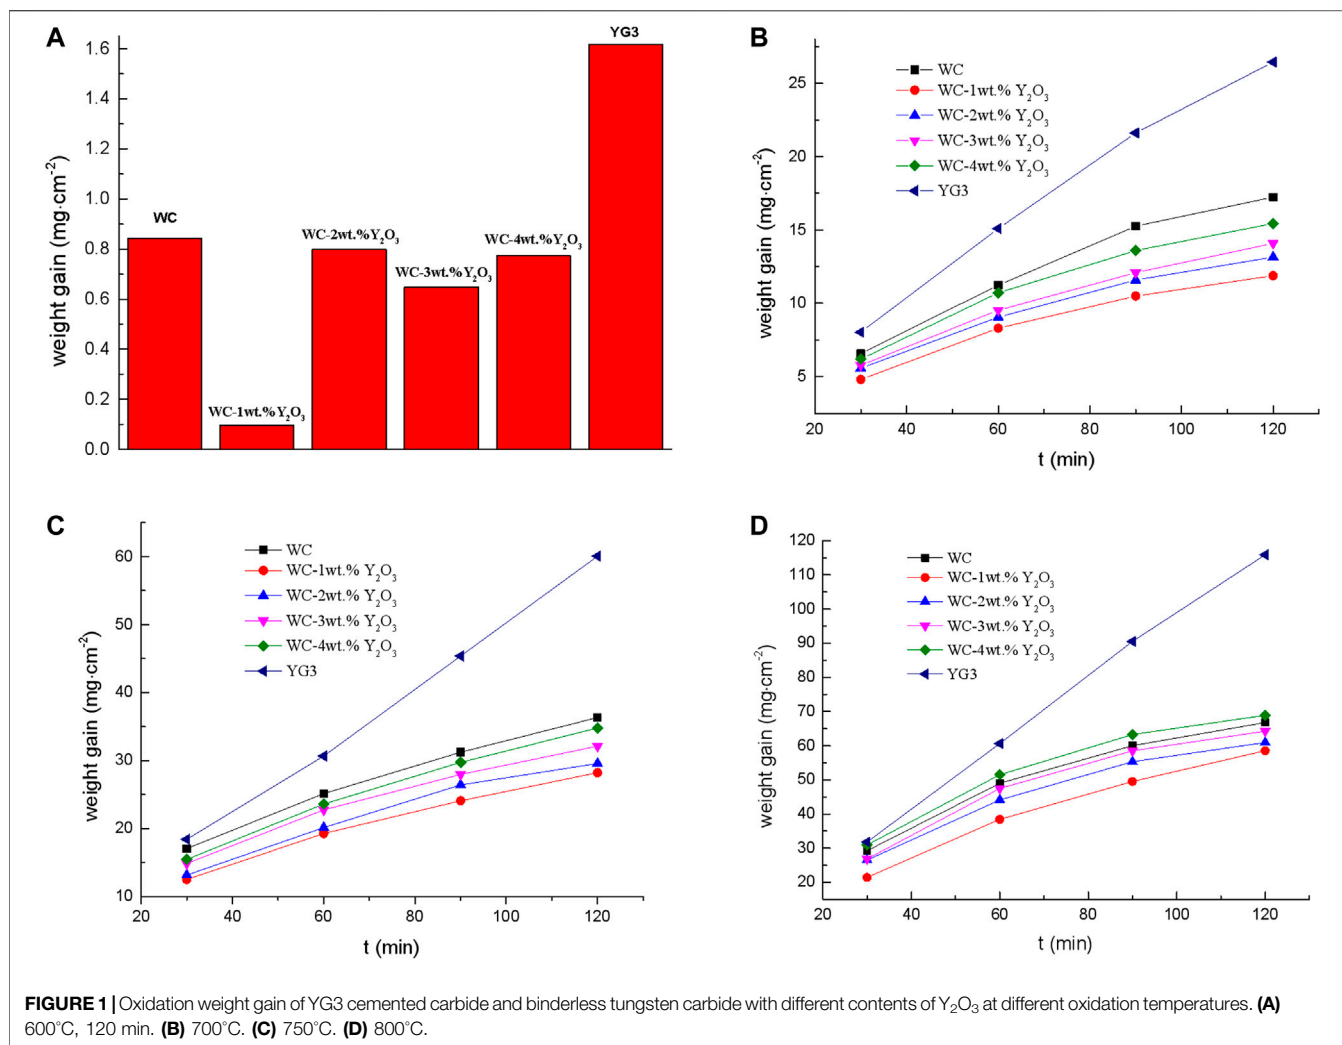 A
weight gain (mg·cm⁻²)
1.6
1.4
1.2
1.0
0.8
0.6
0.4
0.2
0.0
WC
WC-1wt.%Y₂O₃
WC-2wt.%Y₂O₃
WC-3wt.%Y₂O₃
WC-4wt.%Y₂O₃
YG3
B
weight gain (mg·cm⁻²)
25
20
15
10
5
WC
WC-1wt.% Y₂O₃
WC-2wt.% Y₂O₃
WC-3wt.% Y₂O₃
WC-4wt.% Y₂O₃
YG3
20 40 60 80 100 120
t (min)
C
weight gain (mg·cm⁻²)
60
50
40
30
20
10
WC
WC-1wt.% Y₂O₃
WC-2wt.% Y₂O₃
WC-3wt.% Y₂O₃
WC-4wt.% Y₂O₃
YG3
20 40 60 80 100 120
t (min)
D
weight gain (mg·cm⁻²)
120
110
100
90
80
70
60
50
40
30
20
WC
WC-1wt.% Y₂O₃
WC-2wt.% Y₂O₃
WC-3wt.% Y₂O₃
WC-4wt.% Y₂O₃
YG3
20 40 60 80 100 120
t (min)
FIGURE 1 | Oxidation weight gain of YG3 cemented carbide and binderless tungsten carbide with different contents of Y₂O₃ at different oxidation temperatures. (A)
600°C, 120 min. (B) 700°C. (C) 750°C. (D) 800°C.